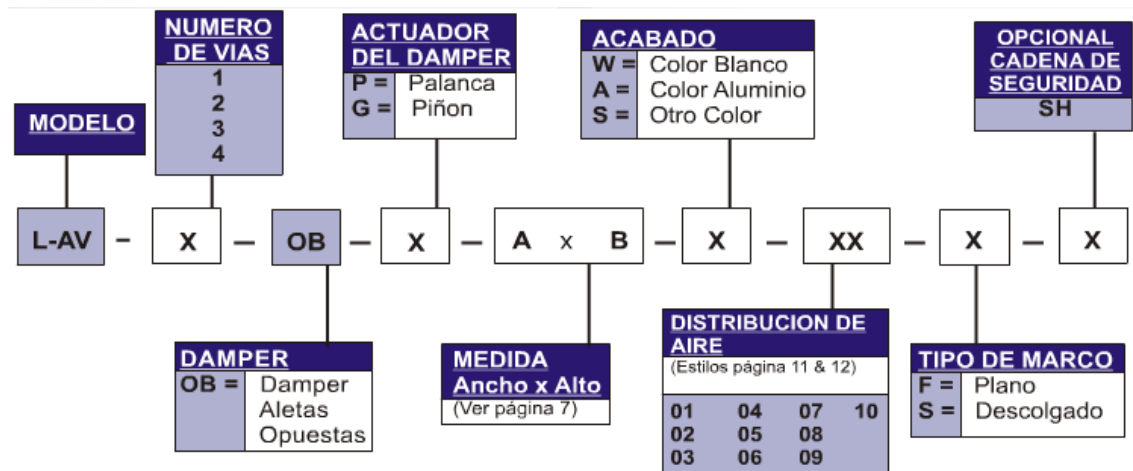 NUMERO
DE VIAS
1
2
3
4
ACTUADOR
DEL DAMPER
P = Palanca
G = Piñon
ACABADO
W = Color Blanco
A = Color Aluminio
S = Otro Color
OPCIONAL
CADENA DE
SEGURIDAD
SH
MODELO
L-AV - X - OB - X - A x B - X - XX - X - X
DAMPER
OB = Damper
Aletas
Opuestas
MEDIDA
Ancho x Alto
(Ver página 7)
DISTRIBUCION DE
AIRE
(Estilos página 11 & 12)
01 04 07 10
02 05 08
03 06 09
TIPO DE MARCO
F = Plano
S = Descolgado